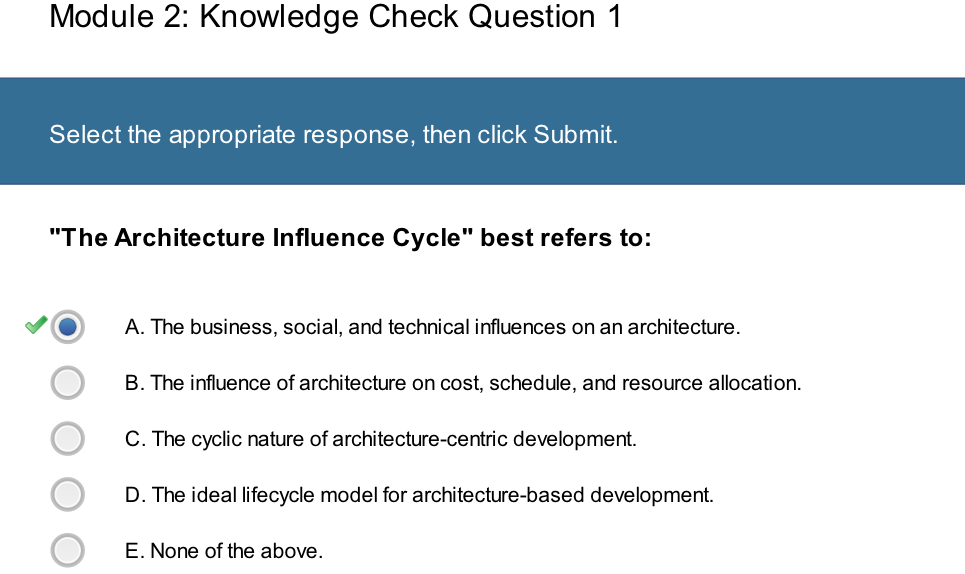 Module 2: Knowledge Check Question 1
Select the appropriate response, then click Submit.
"The Architecture Influence Cycle" best refers to:
A. The business, social, and technical influences on an architecture.
B. The influence of architecture on cost, schedule, and resource allocation.
C. The cyclic nature of architecture-centric development.
D. The ideal lifecycle model for architecture-based development.
E. None of the above.